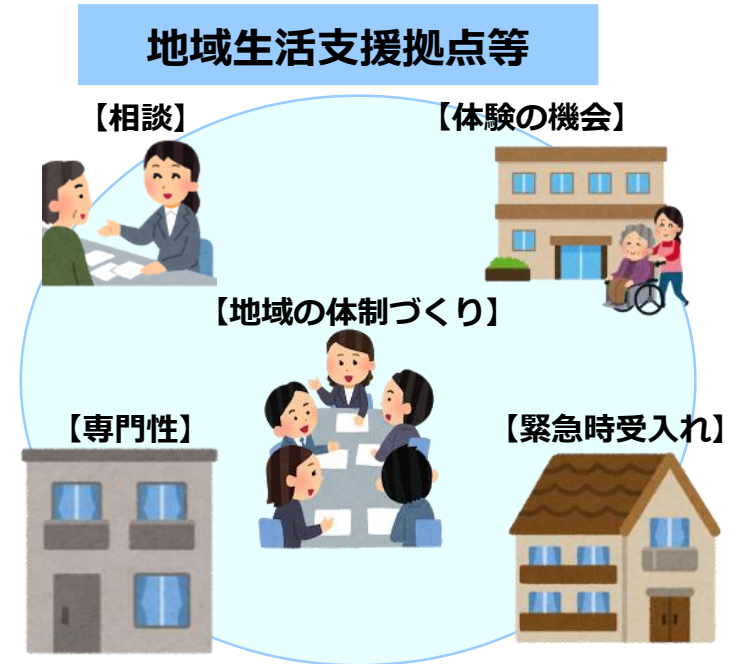 地域生活支援拠点等
【相談】
【体験の機会】
【地域の体制づくり】
【専門性】
【緊急時受入れ】